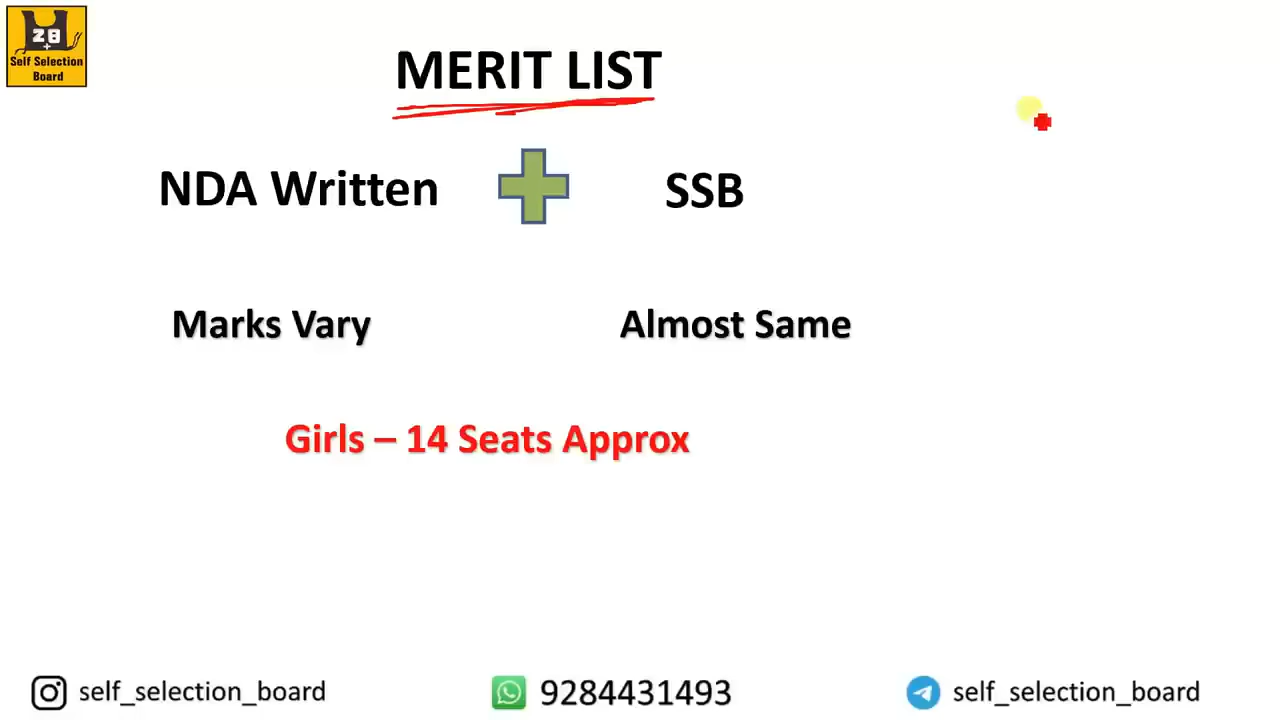 28
Self Selection
Board
MERIT LIST
NDA Written
SSB
Marks Vary
Almost Same
Girls – 14 Seats Approx
self_selection_board
9284431493
self_selection_board